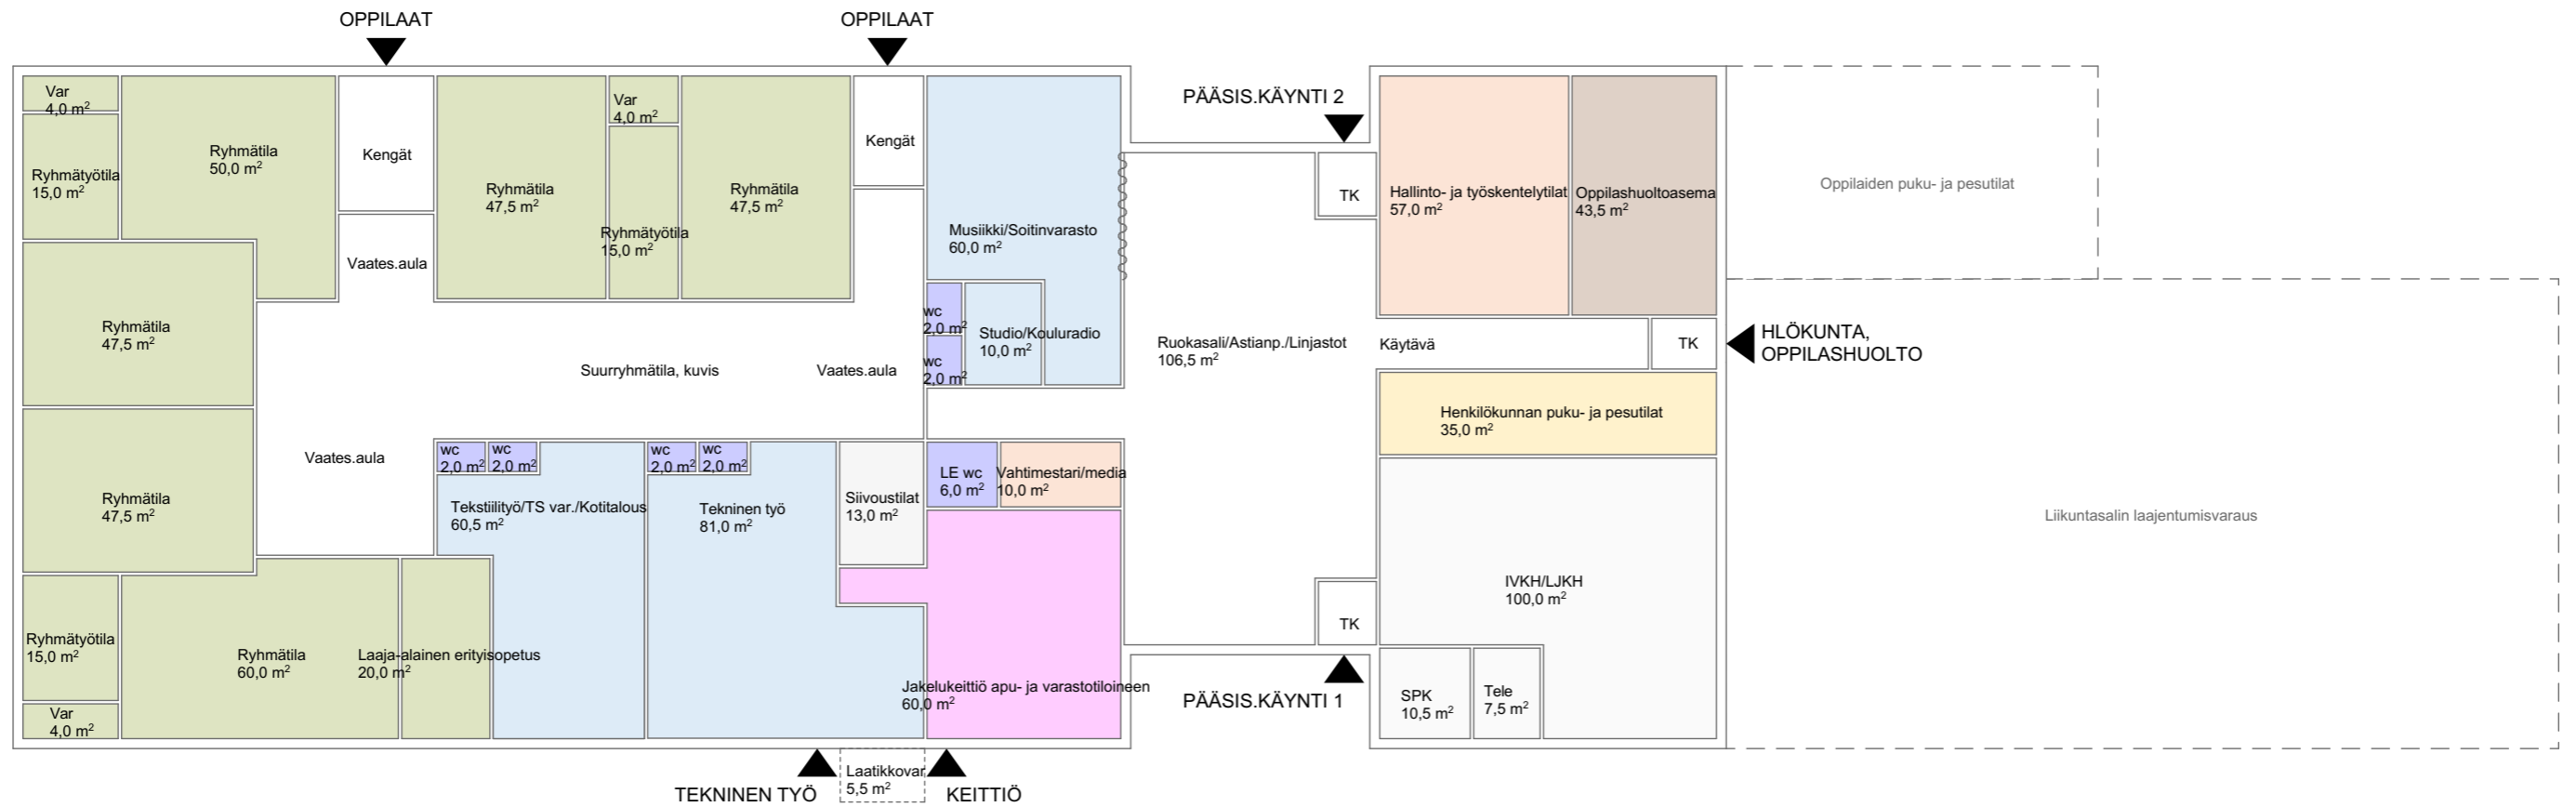 OPPILAAT
OPPILAAT
PÄÄSIS.KÄYNTI 2
Var
4,0 m²
Ryhmätyötila
15,0 m²
Ryhmätila
50,0 m²
Kengät
Vaates.aula
Ryhmätila
47,5 m²
Var
4,0 m²
Ryhmätyötila
15,0 m²
Ryhmätila
47,5 m²
Kengät
Musiikki/Soitinvarasto
60,0 m²
TK
Hallinto- ja työskentelytilat
57,0 m²
Oppilashuoltoasema
43,5 m²
Oppilaiden puku- ja pesutilat
Ryhmätila
47,5 m²
Suurryhmätila, kuvis
Vaates.aula
wc
2,0 m²
wc
2,0 m²
Studio/Kouluradio
10,0 m²
Ruokasali/Astianp./Linjastot
106,5 m²
Käytävä
TK
HLÖKUNTA,
OPPILASHUOLTO
Henkilökunnan puku- ja pesutilat
35,0 m²
Ryhmätila
47,5 m²
Vaates.aula
wc
2,0 m²
wc
2,0 m²
Tekstiilityö/TS var./Kotitalous
60,5 m²
wc
2,0 m²
wc
2,0 m²
Tekninen työ
81,0 m²
Siivoustilat
13,0 m²
LE wc
6,0 m²
Vahtimestari/media
10,0 m²
Liikuntasalin laajentumisvaraus
IVKH/LJKH
100,0 m²
TK
Ryhmätyötila
15,0 m²
Ryhmätila
60,0 m²
Laaja-alainen erityisopetus
20,0 m²
Jakelukeittiö apu- ja varastotiloineen
60,0 m²
PÄÄSIS.KÄYNTI 1
SPK
10,5 m²
Tele
7,5 m²
Var
4,0 m²
TEKNINEN TYÖ
Laatikkovar
5,5 m²
KEITTIÖ